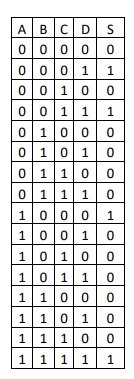 A B C D S
0 0 0 0 0
0 0 0 1 1
0 0 1 0 0
0 0 1 1 1
0 1 0 0 0
0 1 0 1 0
0 1 1 0 0
0 1 1 1 0
1 0 0 0 1
1 0 0 1 0
1 0 1 0 0
1 0 1 1 0
1 1 0 0 0
1 1 0 1 0
1 1 1 0 0
1 1 1 1 1